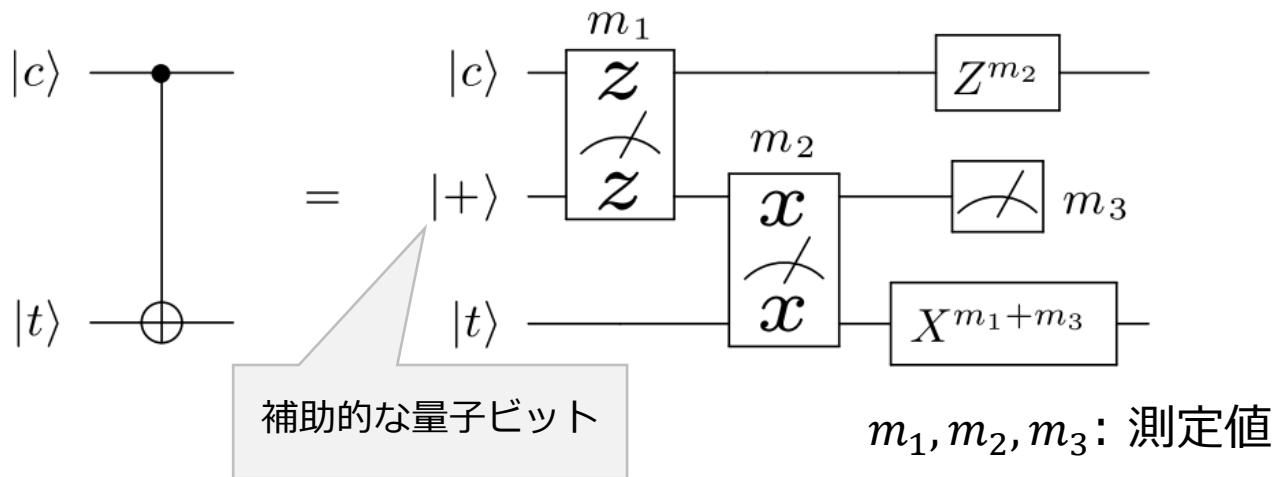 m₁
|c⟩ |c⟩ z Z^{m₂}
m₂
= |+⟩ z x m₃
|t⟩ |t⟩ x X^{m₁+m₃}
補助的な量子ビット
m₁, m₂, m₃: 測定値